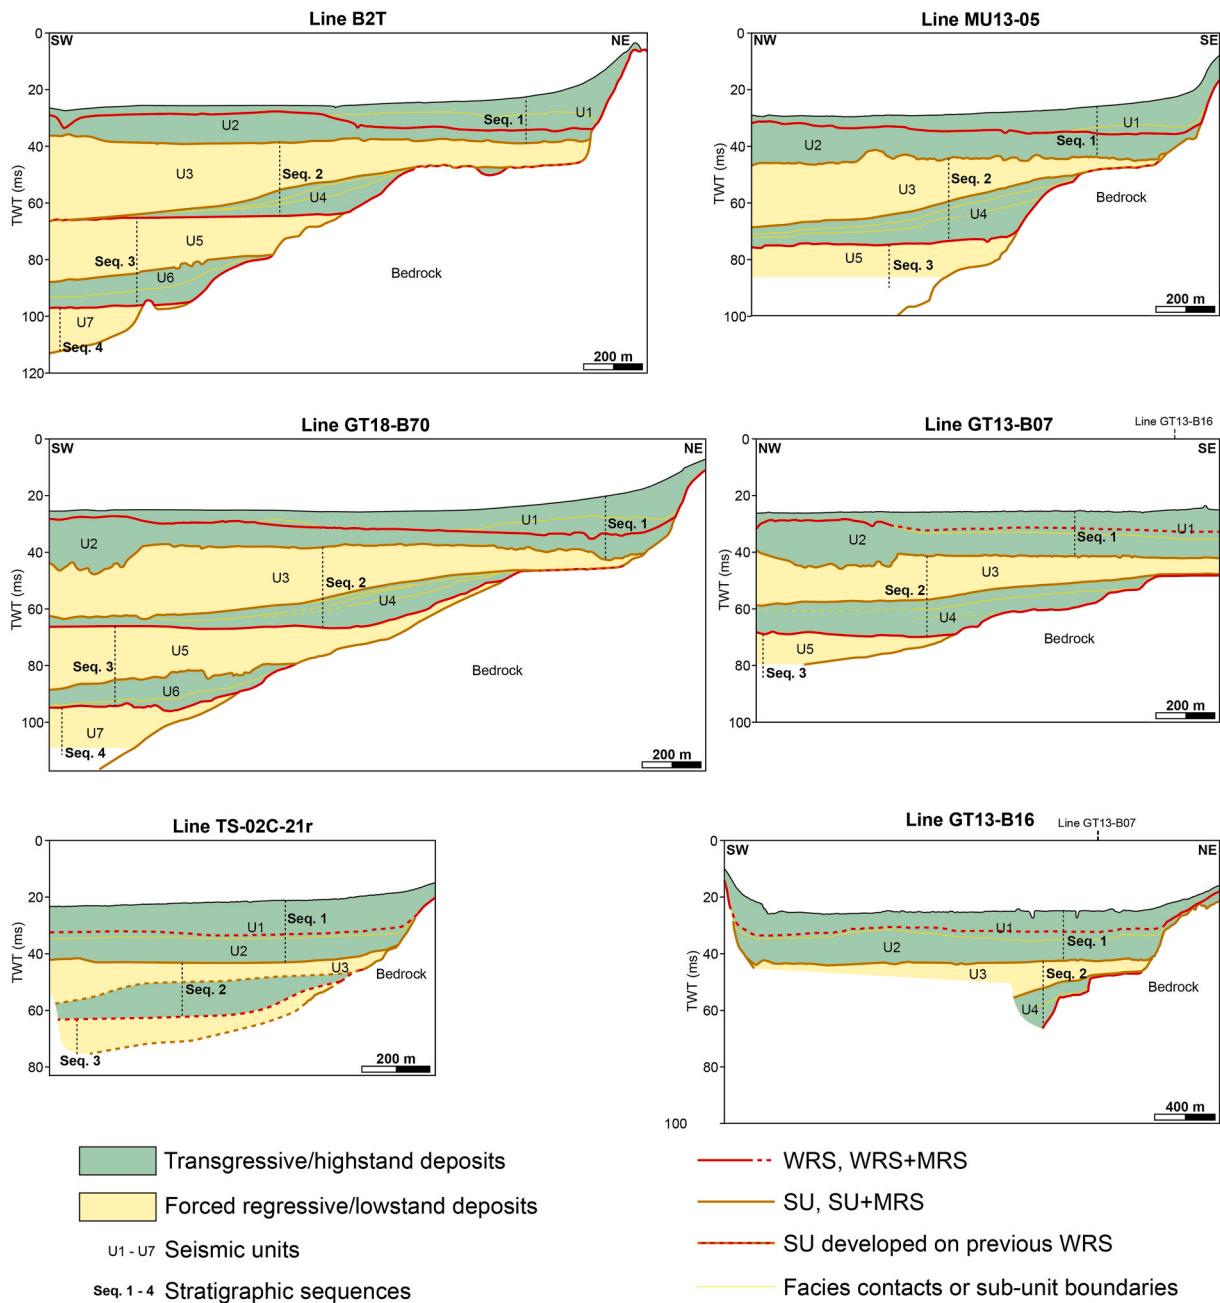 Line B2T
SW
NE
0
20
40
60
80
100
120
TWT (ms)
U1
Seq. 1
U2
U3
Seq. 2
U4
U5
Seq. 3
U6
U7
Seq. 4
Bedrock
200 m
Line MU13-05
NW
SE
0
20
40
60
80
100
TWT (ms)
U1
Seq. 1
U2
U3
Seq. 2
U4
U5
Seq. 3
Bedrock
200 m
Line GT18-B70
SW
NE
0
20
40
60
80
100
TWT (ms)
U1
Seq. 1
U2
U3
Seq. 2
U4
U5
Seq. 3
U6
U7
Seq. 4
Bedrock
200 m
Line GT13-B07
Line GT13-B16
NW
SE
0
20
40
60
80
100
TWT (ms)
U1
Seq. 1
U2
U3
Seq. 2
U4
U5
Seq. 3
Bedrock
200 m
Line TS-02C-21r
0
20
40
60
80
TWT (ms)
Seq. 1
U1
U2
U3
Seq. 2
Seq. 3
Bedrock
200 m
Line GT13-B16
Line GT13-B07
SW
NE
0
20
40
60
80
100
TWT (ms)
U1
Seq. 1
U2
U3
Seq. 2
U4
Bedrock
400 m
Transgressive/highstand deposits
Forced regressive/lowstand deposits
U1 - U7 Seismic units
Seq. 1 - 4 Stratigraphic sequences
WRS, WRS+MRS
SU, SU+MRS
SU developed on previous WRS
Facies contacts or sub-unit boundaries